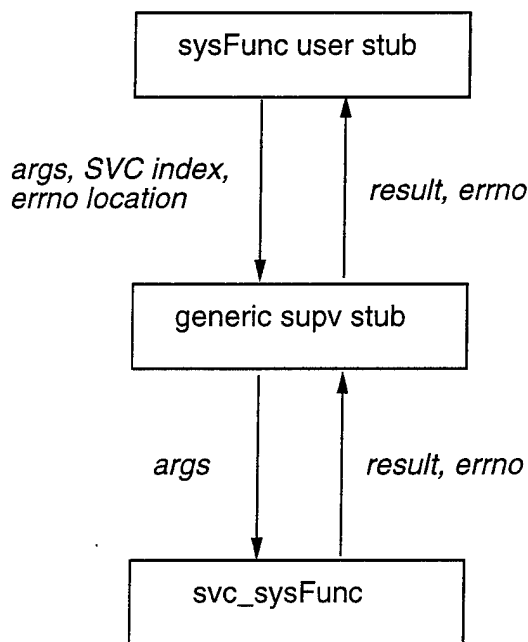 sysFunc user stub
args, SVC index,
errno location
result, errno
generic supv stub
args
result, errno
svc_sysFunc